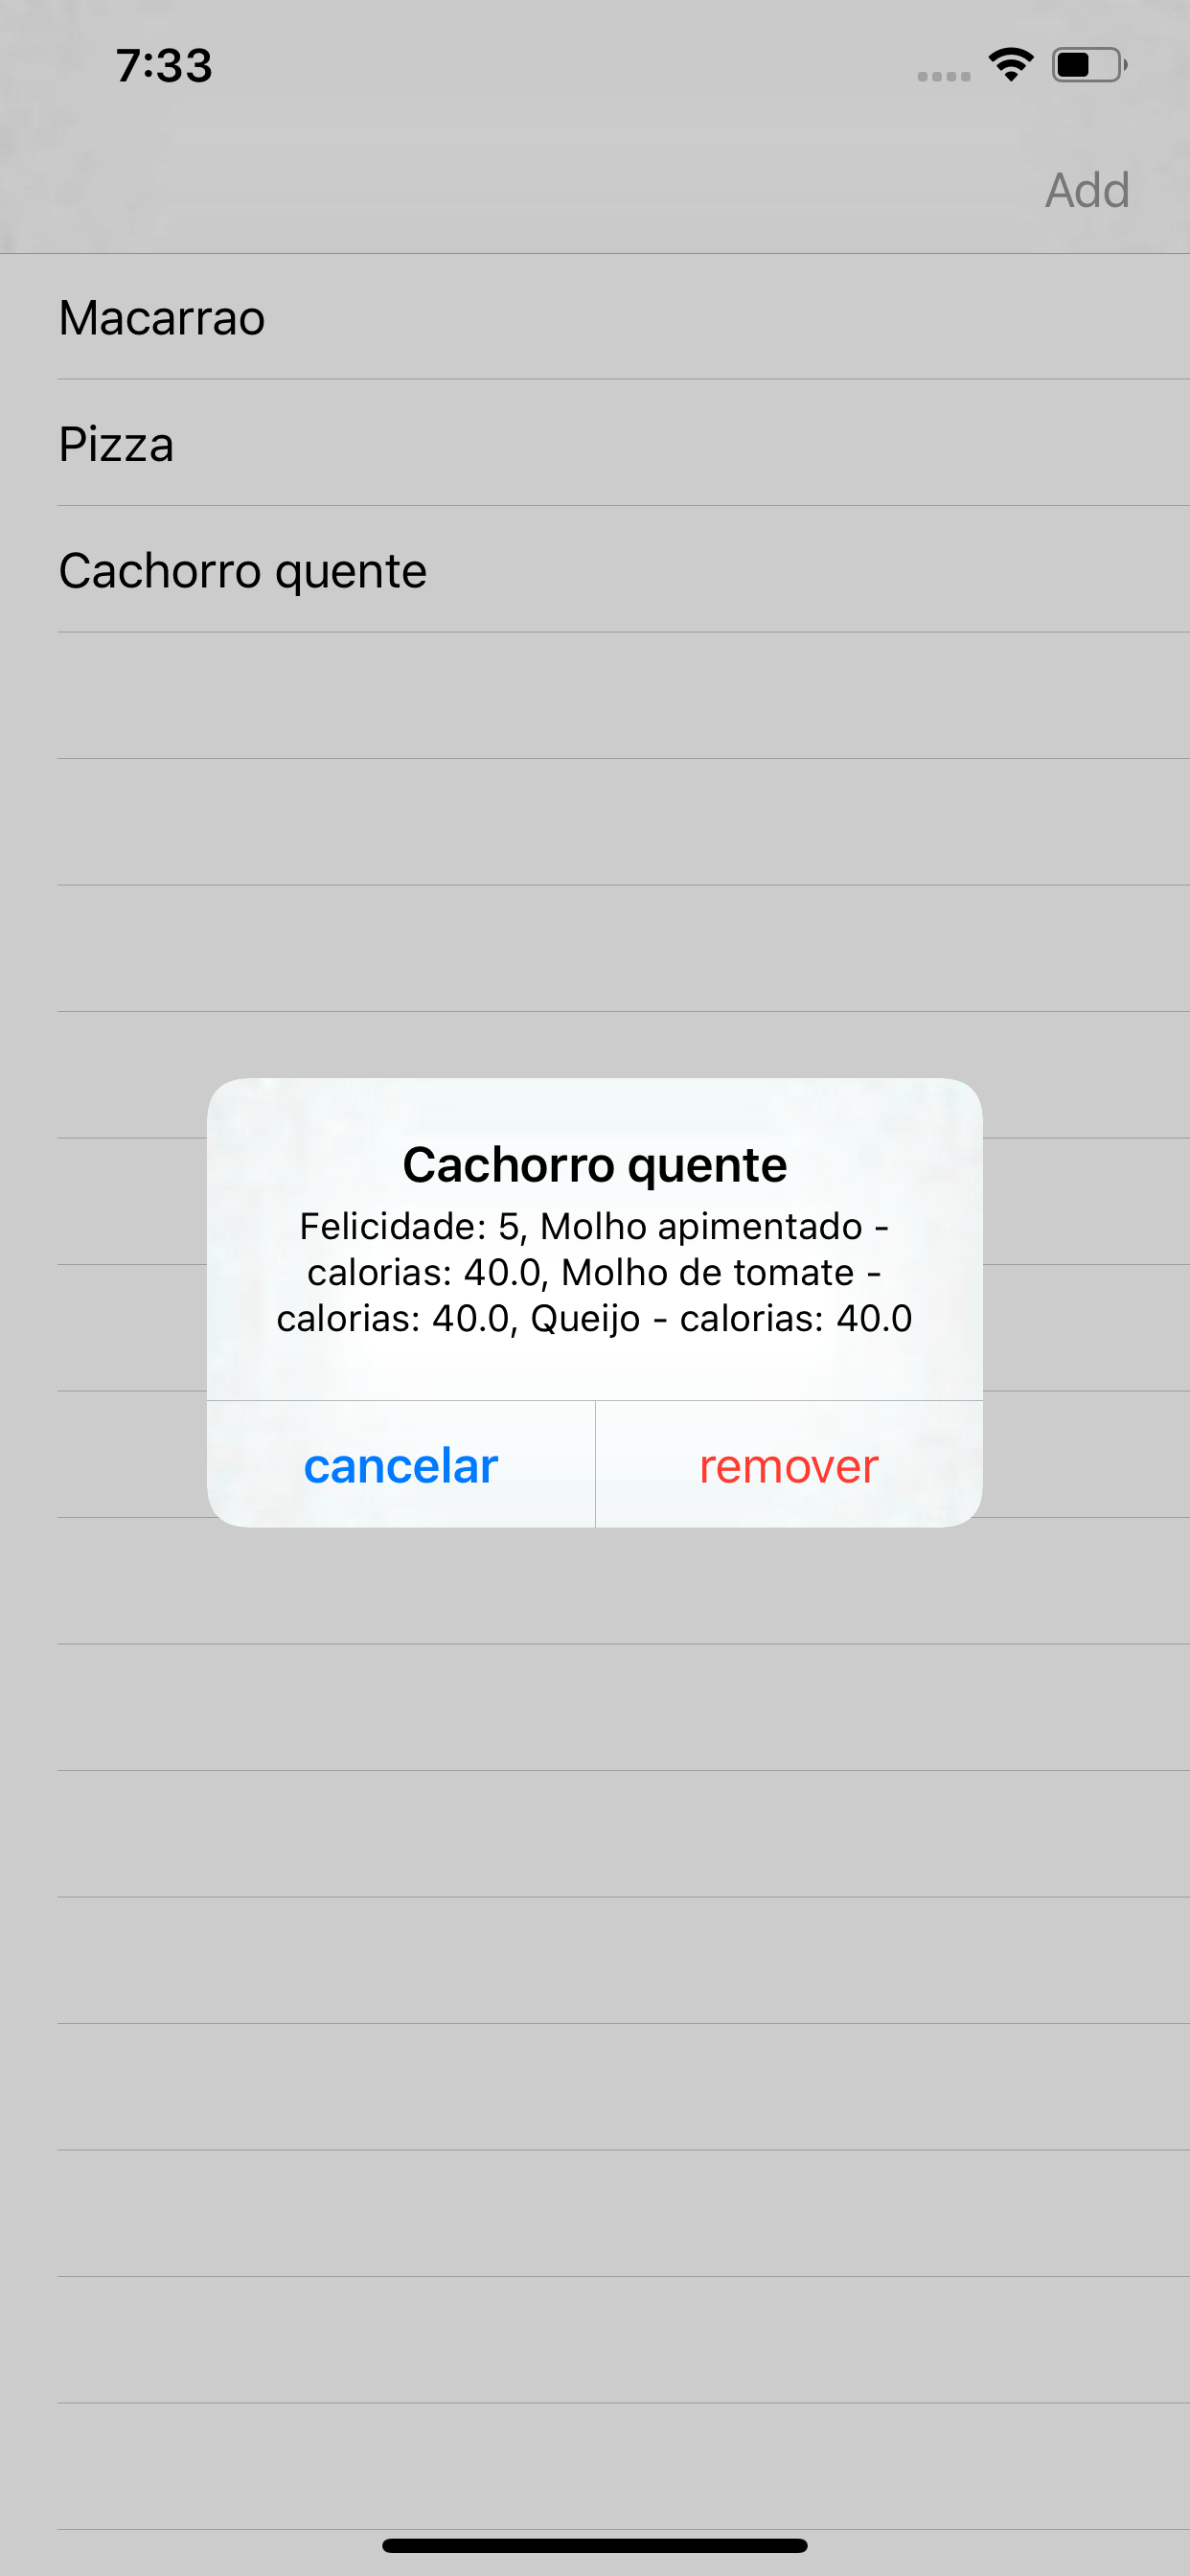 7:33
Add
Macarrao
Pizza
Cachorro quente
Cachorro quente
Felicidade: 5, Molho apimentado -
calorias: 40.0, Molho de tomate -
calorias: 40.0, Queijo - calorias: 40.0
cancelar
remover